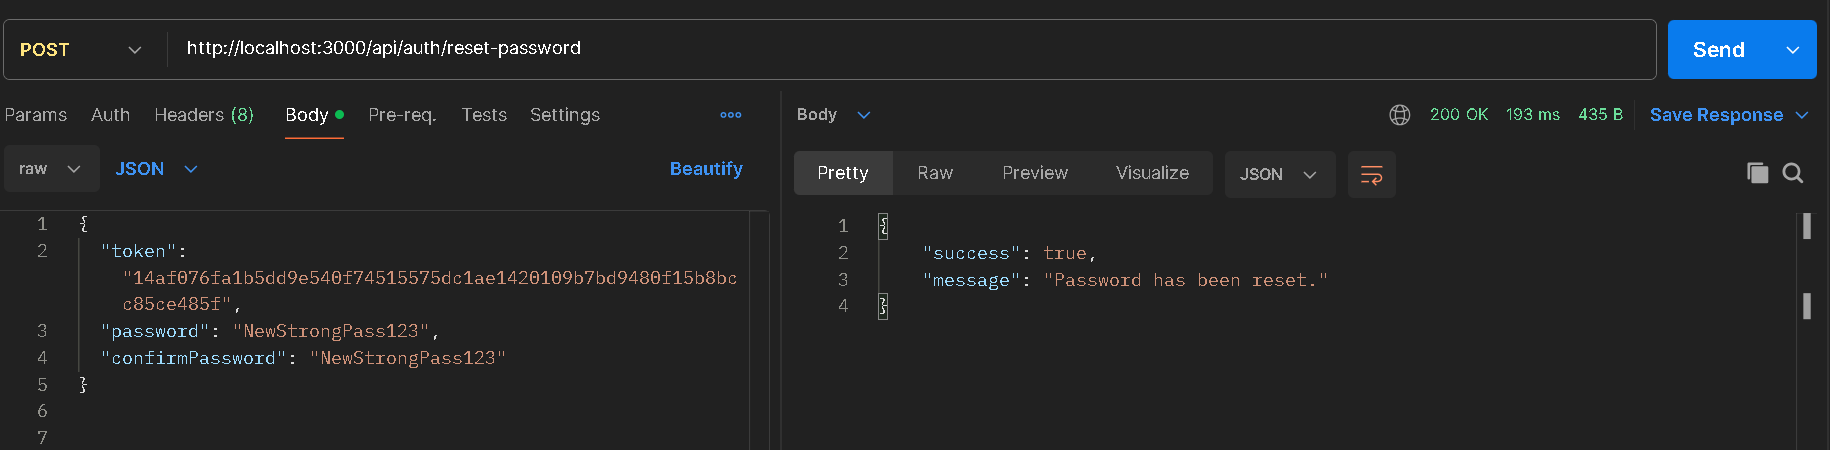 POST http://localhost:3000/api/auth/reset-password Send
Params Auth Headers (8) Body Pre-req. Tests Settings
raw JSON Beautify
1 {
2 "token":
"14af076fa1b5dd9e540f74515575dc1ae1420109b7bd9480f15b8bc
c85ce485f",
3 "password": "NewStrongPass123",
4 "confirmPassword": "NewStrongPass123"
5 }
6
7
Body 200 OK 193 ms 435 B Save Response
Pretty Raw Preview Visualize JSON
1 {
2 "success": true,
3 "message": "Password has been reset."
4 }